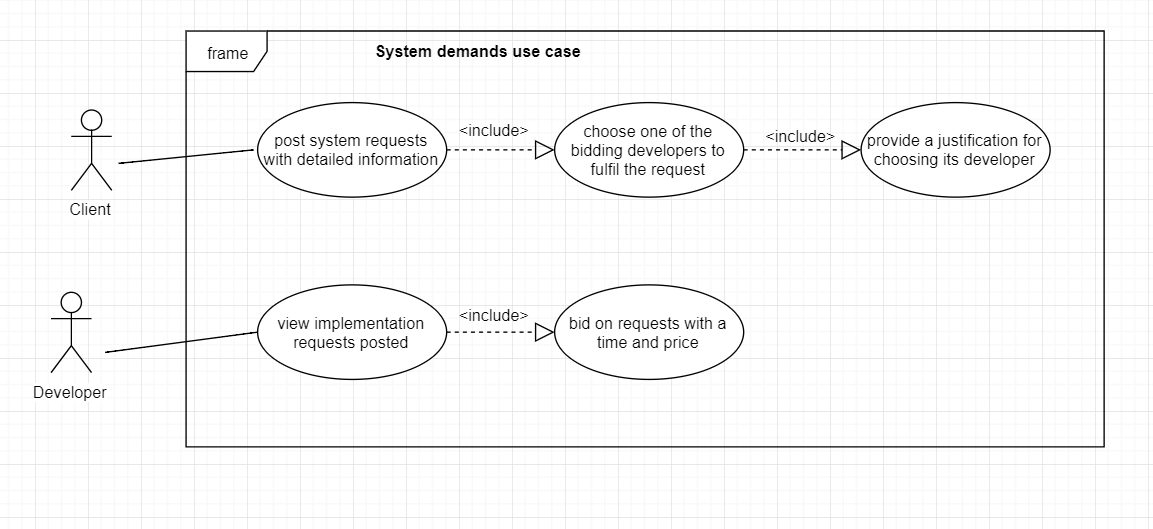 frame
System demands use case
post system requests
with detailed information
<include>
choose one of the
bidding developers to
fulfil the request
<include>
provide a justification for
choosing its developer
Client
view implementation
requests posted
<include>
bid on requests with a
time and price
Developer